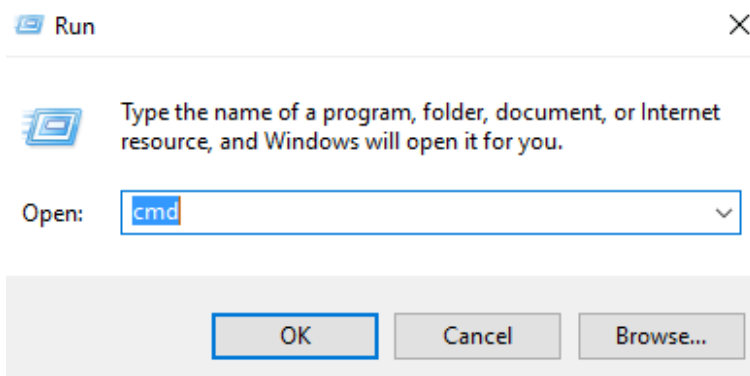 Run
Type the name of a program, folder, document, or Internet
resource, and Windows will open it for you.
Open: cmd
OK Cancel Browse...